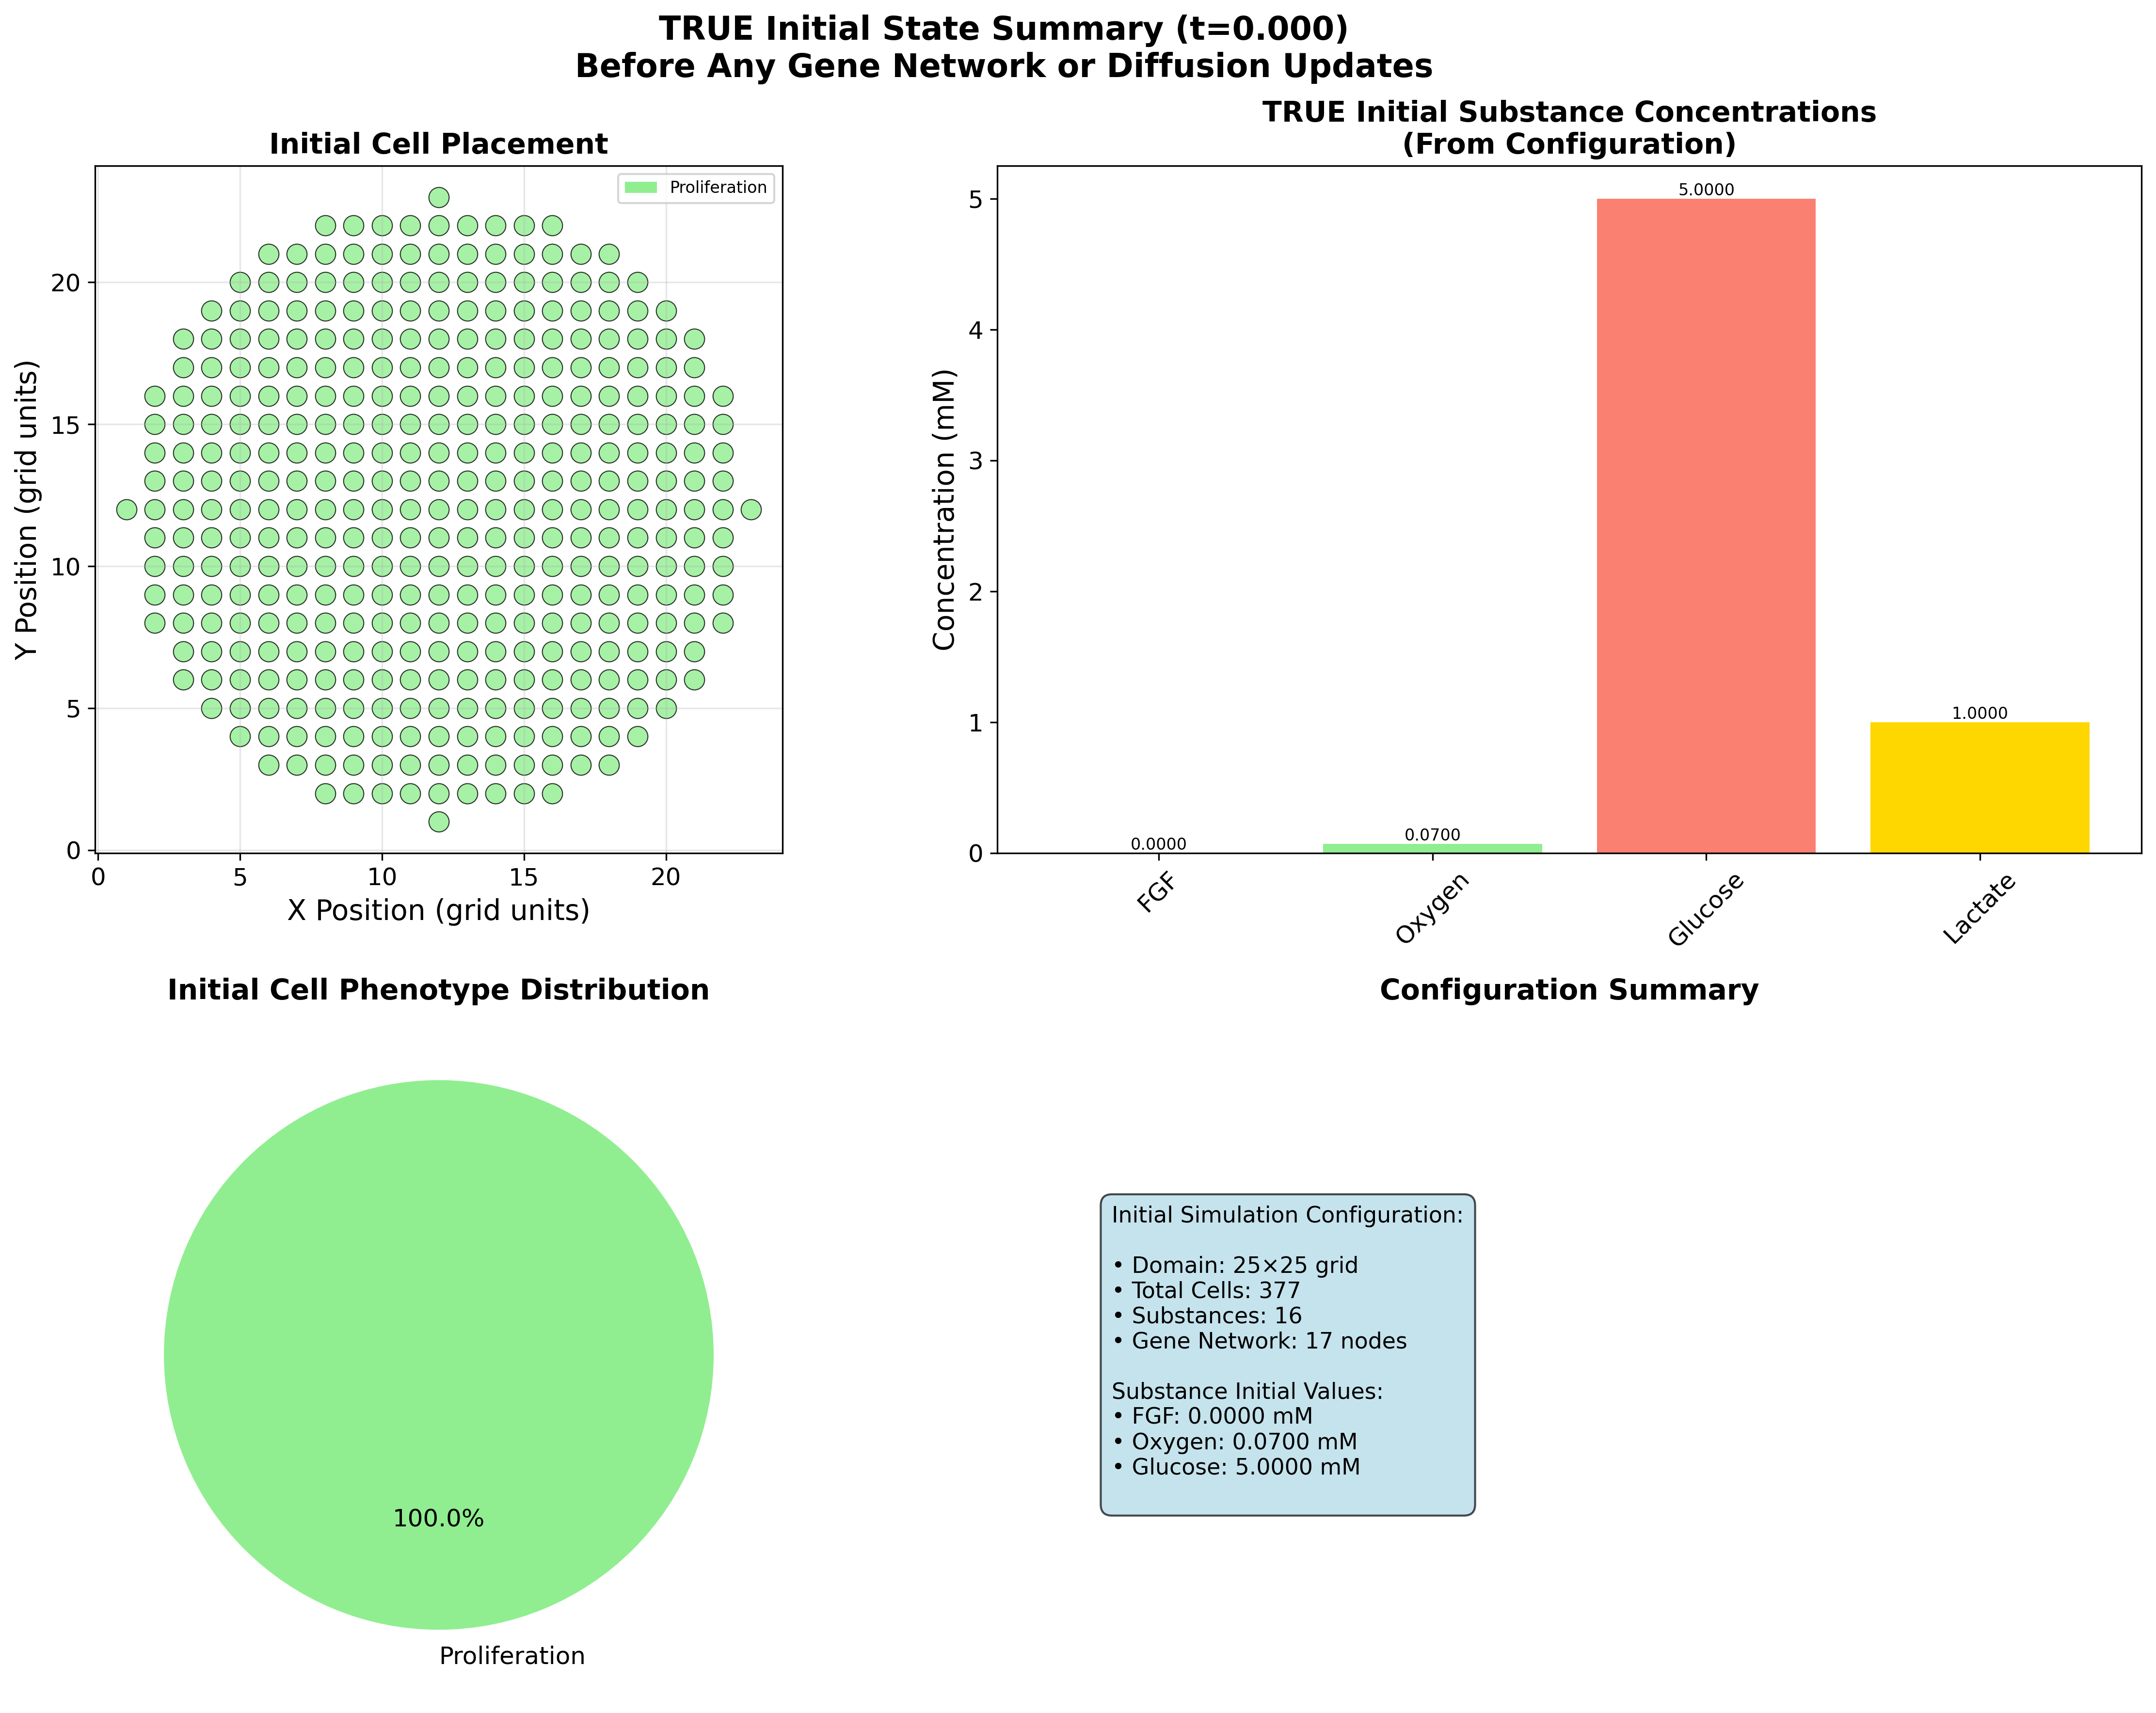 TRUE Initial State Summary (t=0.000)
Before Any Gene Network or Diffusion Updates
Initial Cell Placement
Proliferation
20
15
10
5
0
Y Position (grid units)
0 5 10 15 20
X Position (grid units)
TRUE Initial Substance Concentrations
(From Configuration)
5
4
3
2
1
0
Concentration (mM)
0.0000
0.0700
5.0000
1.0000
FGF
Oxygen
Glucose
Lactate
Initial Cell Phenotype Distribution
100.0%
Proliferation
Configuration Summary
Initial Simulation Configuration:
• Domain: 25×25 grid
• Total Cells: 377
• Substances: 16
• Gene Network: 17 nodes
Substance Initial Values:
• FGF: 0.0000 mM
• Oxygen: 0.0700 mM
• Glucose: 5.0000 mM